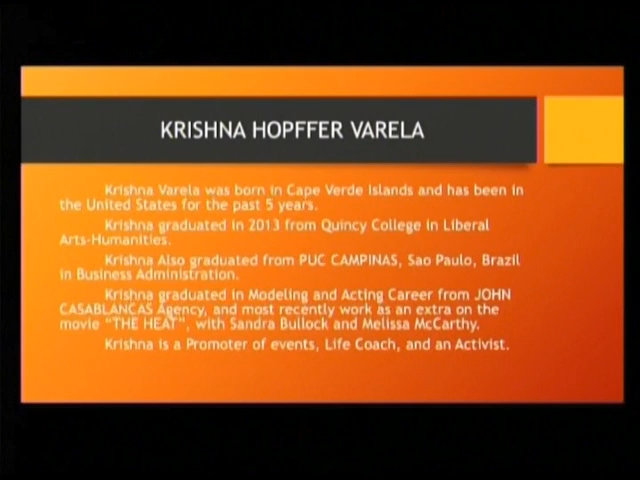 KRISHNA HOPFFER VARELA
Krishna Varela was born in Cape Verde Islands and has been in
the United States for the past 5 years.
Krishna graduated in 2013 from Quincy College in Liberal
Arts-Humanities.
Krishna Also graduated from PUC CAMPINAS, Sao Paulo, Brazil
in Business Administration.
Krishna graduated in Modeling and Acting Career from JOHN
CASABLANCAS Agency, and most recently work as an extra on the
movie “THE HEAT”, with Sandra Bullock and Melissa McCarthy.
Krishna is a Promoter of events, Life Coach, and an Activist.